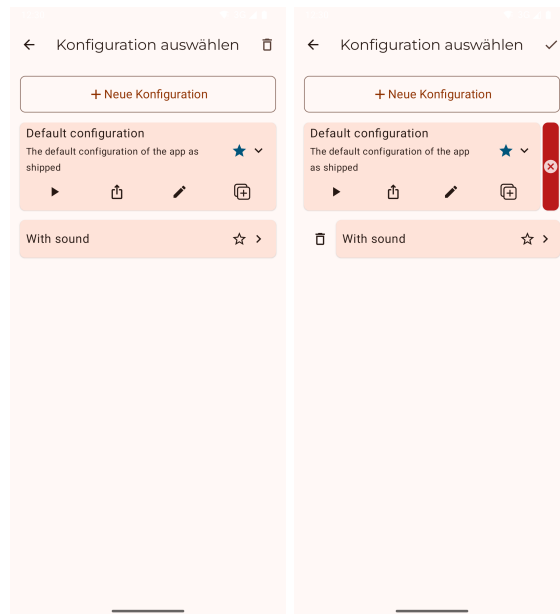 Konfiguration auswählen
+ Neue Konfiguration
Default configuration
The default configuration of the app as
shipped
With sound
Konfiguration auswählen
+ Neue Konfiguration
Default configuration
The default configuration of the app
as shipped
With sound